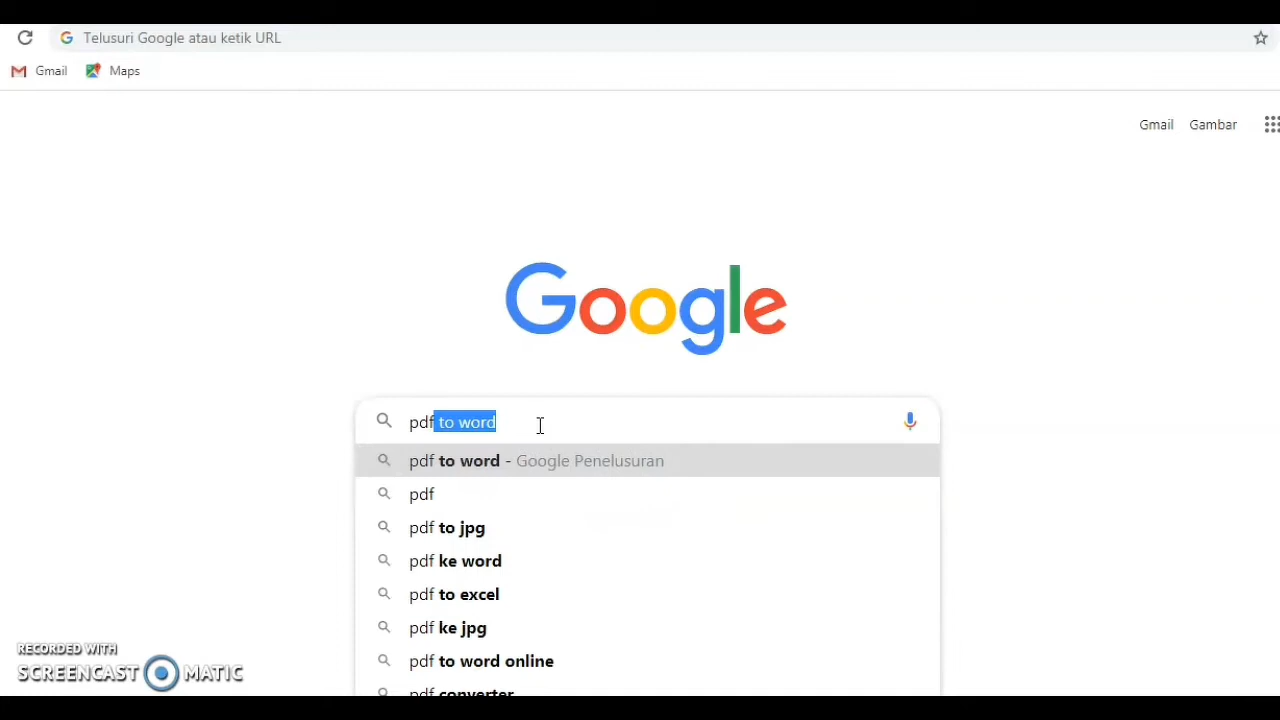 Telusuri Google atau ketik URL
Gmail Maps
Gmail Gambar
Google
pdf to word
pdf to word - Google Penelusuran
pdf
pdf to jpg
pdf ke word
pdf to excel
pdf ke jpg
pdf to word online
pdf converter
RECORDED WITH
SCREENCAST MATIC